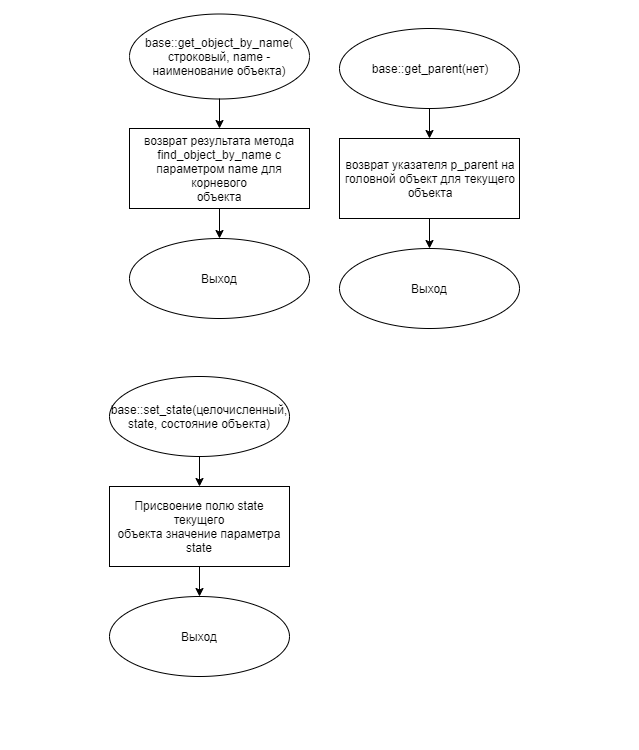 base::get_object_by_name(
строковый, name -
наименование объекта)
возврат результата метода
find_object_by_name с
параметром name для
корневого
объекта
Выход
base::get_parent(нет)
возврат указателя p_parent на
головной объект для текущего
объекта
Выход
base::set_state(целочисленный,
state, состояние объекта)
Присвоение полю state
текущего
объекта значение параметра
state
Выход